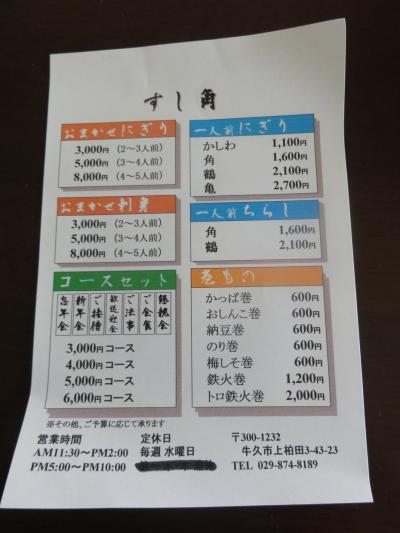 すし角
おまかせにぎり
3,000円 (2〜3人前)
5,000円 (3〜4人前)
8,000円 (4〜5人前)
一人前にぎり
かしわ 1,100円
角 1,600円
鶴 2,100円
亀 2,700円
おまかせ刺身
3,000円 (2〜3人前)
5,000円 (3〜4人前)
8,000円 (4〜5人前)
一人前ちらし
角 1,600円
鶴 2,100円
コースセット
忘年会
新年会
ご接待
歓送迎会
ご法事
ご会食
慰親会
3,000円コース
4,000円コース
5,000円コース
6,000円コース
巻もの
かっぱ巻 600円
おしんこ巻 600円
納豆巻 600円
のり巻 600円
梅しそ巻 600円
鉄火巻 1,200円
トロ鉄火巻 2,000円
※その他、ご予算に応じて承ります
営業時間
AM11:30〜PM2:00
PM5:00〜PM10:00
定休日
毎週 水曜日
〒300-1232
牛久市上柏田3-43-23
TEL 029-874-8189